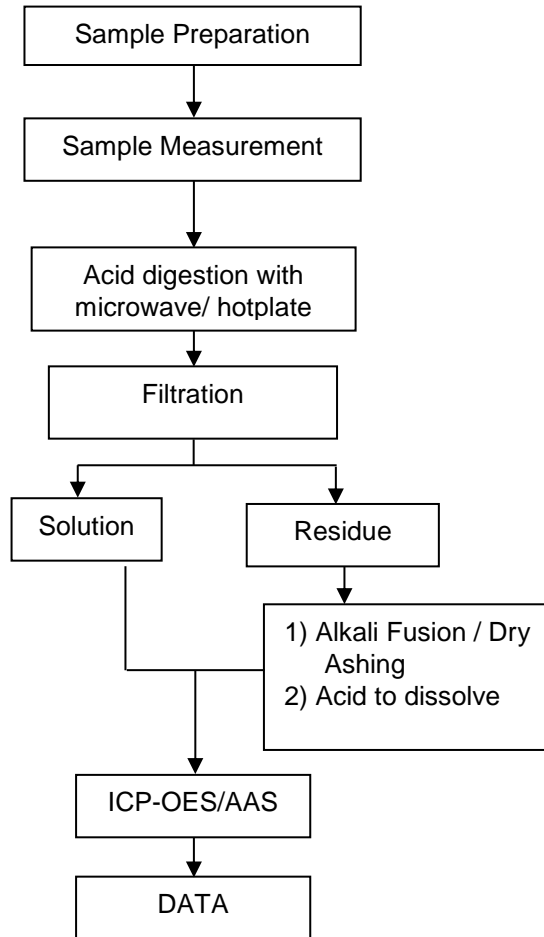 Sample Preparation
Sample Measurement
Acid digestion with
microwave/ hotplate
Filtration
Solution
Residue
1) Alkali Fusion / Dry
Ashing
2) Acid to dissolve
ICP-OES/AAS
DATA